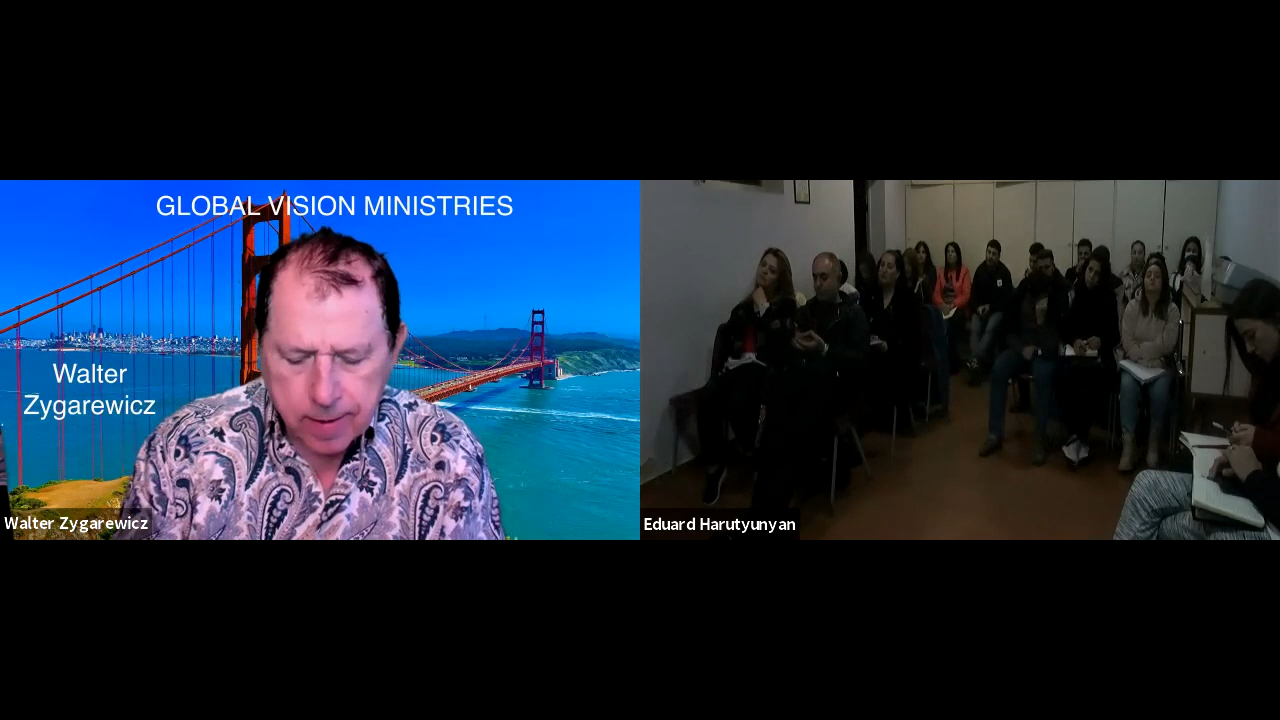 GLOBAL VISION MINISTRIES
Walter
Zygarewicz
Walter Zygarewicz
Eduard Harutyunyan